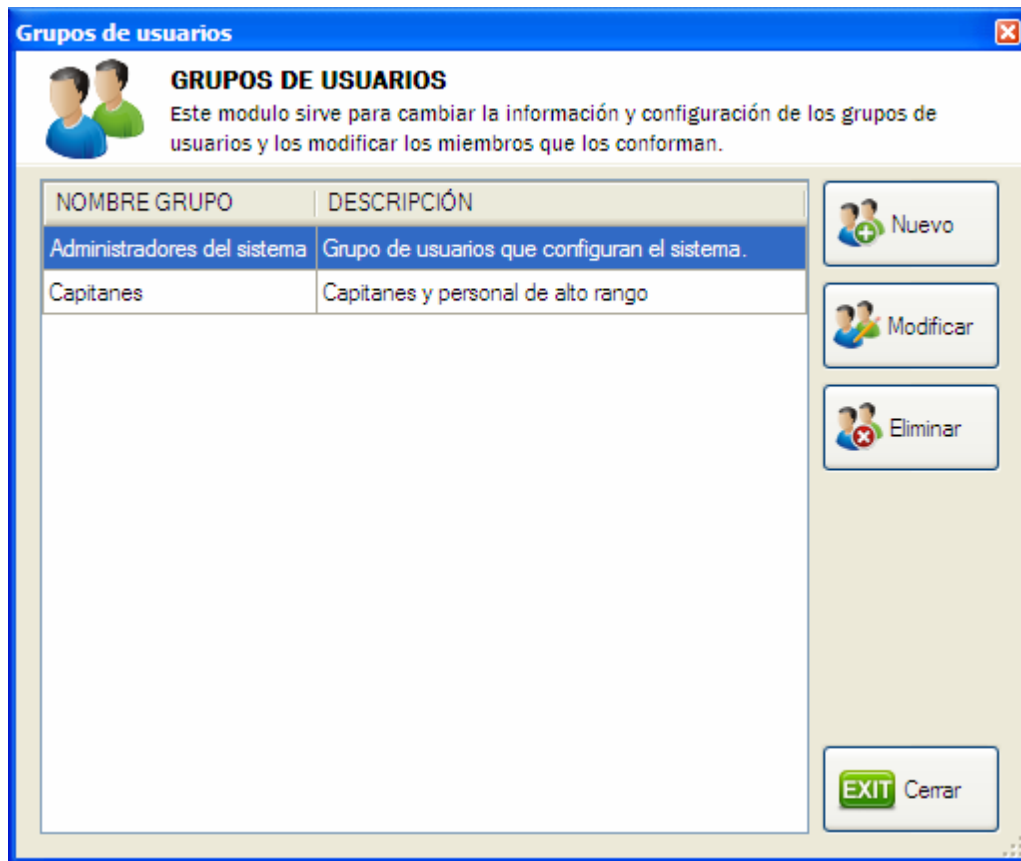 Grupos de usuarios
GRUPOS DE USUARIOS
Este modulo sirve para cambiar la información y configuración de los grupos de
usuarios y los modificar los miembros que los conforman.
NOMBRE GRUPO DESCRIPCIÓN
Administradores del sistema Grupo de usuarios que configuran el sistema.
Capitanes Capitanes y personal de alto rango
Nuevo
Modificar
Eliminar
EXIT Cerrar